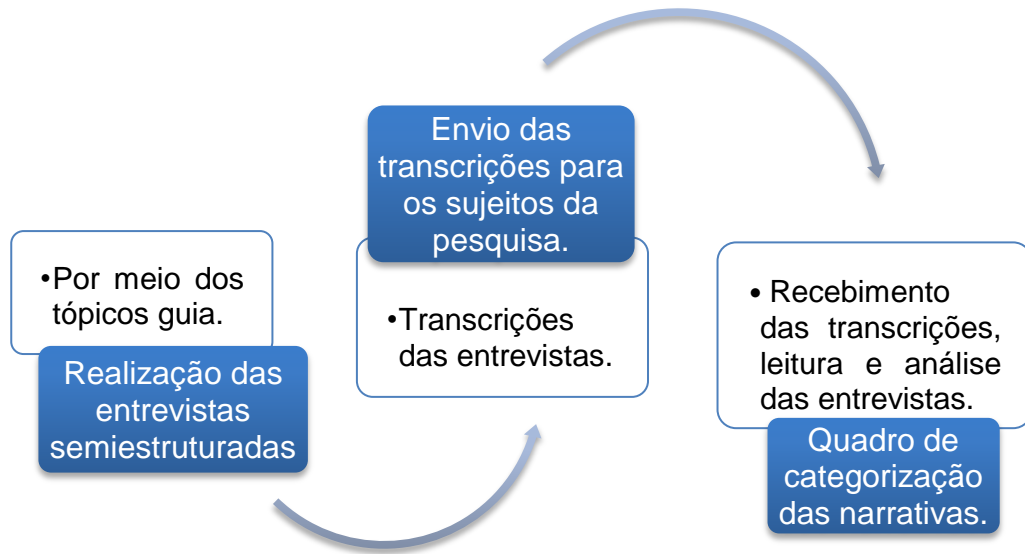 •Por meio dos
tópicos guia.
Realização das
entrevistas
semiestruturadas
Envio das
transcrições para
os sujeitos da
pesquisa.
•Transcrições
das entrevistas.
• Recebimento
das transcrições,
leitura e análise
das entrevistas.
Quadro de
categorização
das narrativas.